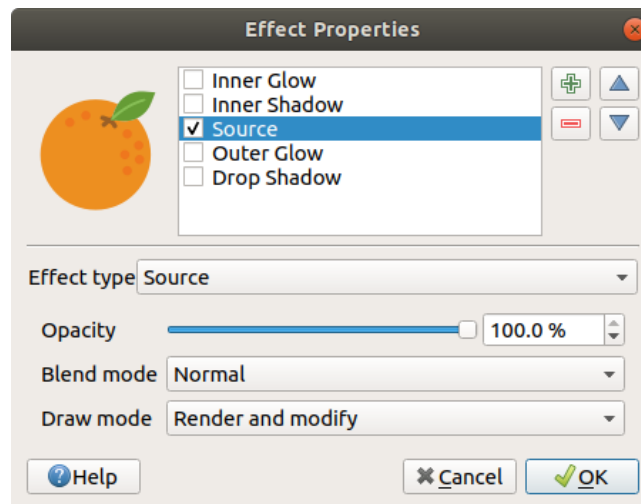 Effect Properties
Inner Glow
Inner Shadow
Source
Outer Glow
Drop Shadow
Effect type Source
Opacity 100.0 %
Blend mode Normal
Draw mode Render and modify
Help Cancel OK